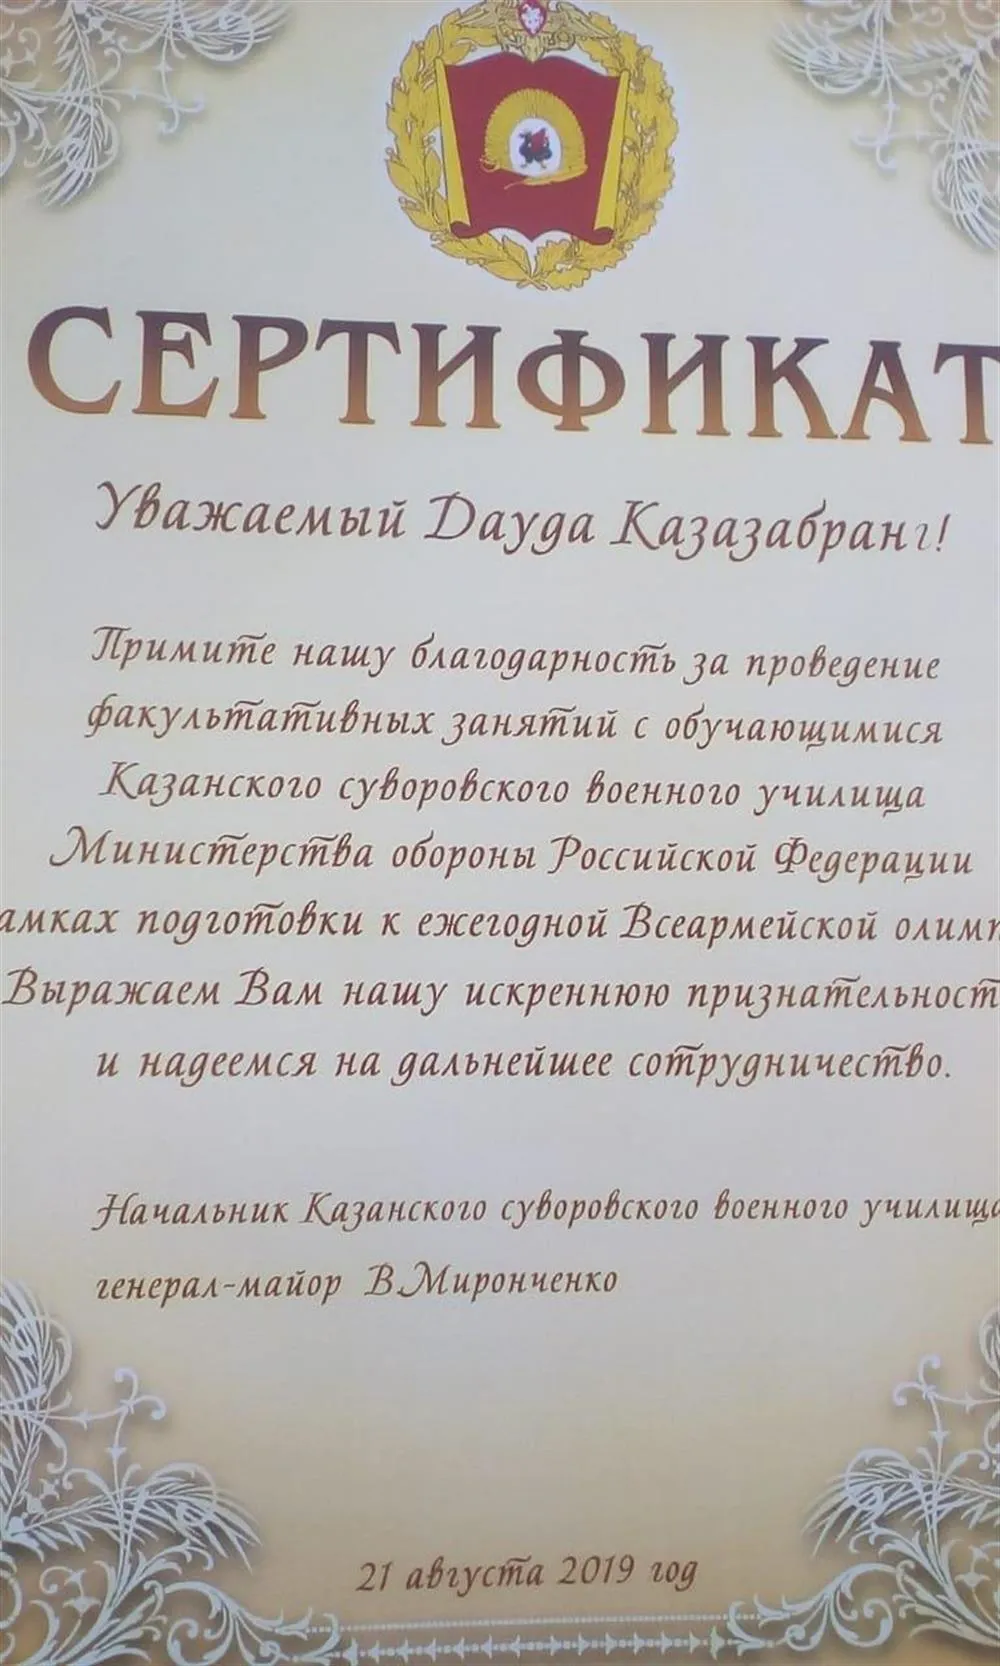 СЕРТИФИКАТ
Уважаемый Дауда Казазабранг!
Примите нашу благодарность за проведение
факультативных занятий с обучающимися
Казанского суворовского военного училища
Министерства обороны Российской Федерации
амках подготовки к ежегодной Всеармейской олимп
Выражаем Вам нашу искреннюю признательност
и надеемся на дальнейшее сотрудничество.
Начальник Казанского суворовского военного училища
генерал-майор В.Миронченко
21 августа 2019 год